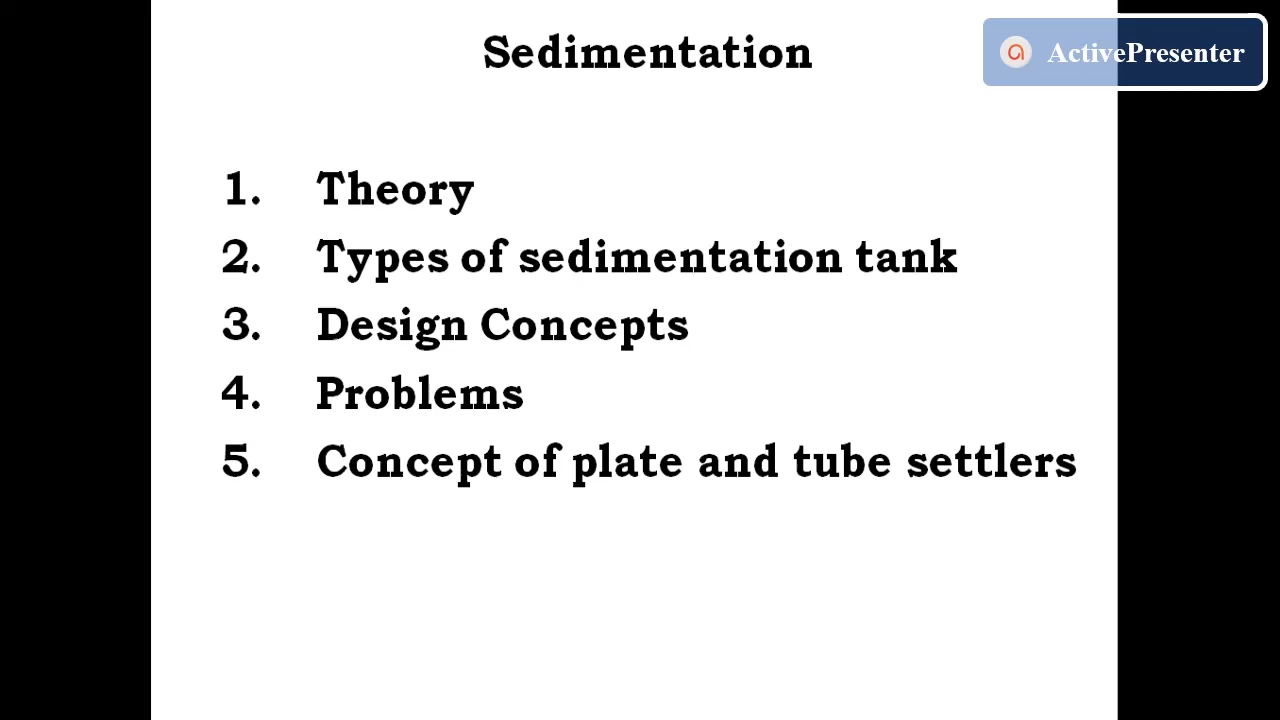 Sedimentation
ActivePresenter
1. Theory
2. Types of sedimentation tank
3. Design Concepts
4. Problems
5. Concept of plate and tube settlers